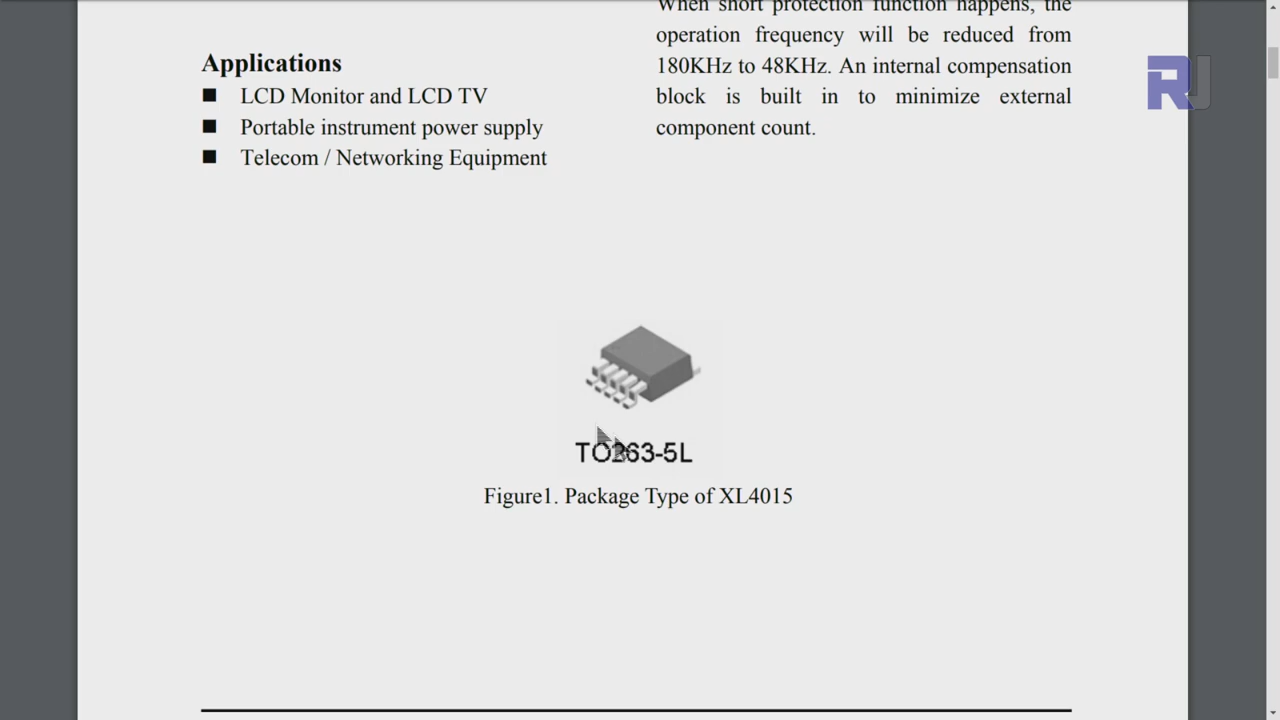 Applications
■ LCD Monitor and LCD TV
■ Portable instrument power supply
■ Telecom / Networking Equipment
When short protection function happens, the
operation frequency will be reduced from
180KHz to 48KHz. An internal compensation
block is built in to minimize external
component count.
RJ
TO263-5L
Figure1. Package Type of XL4015